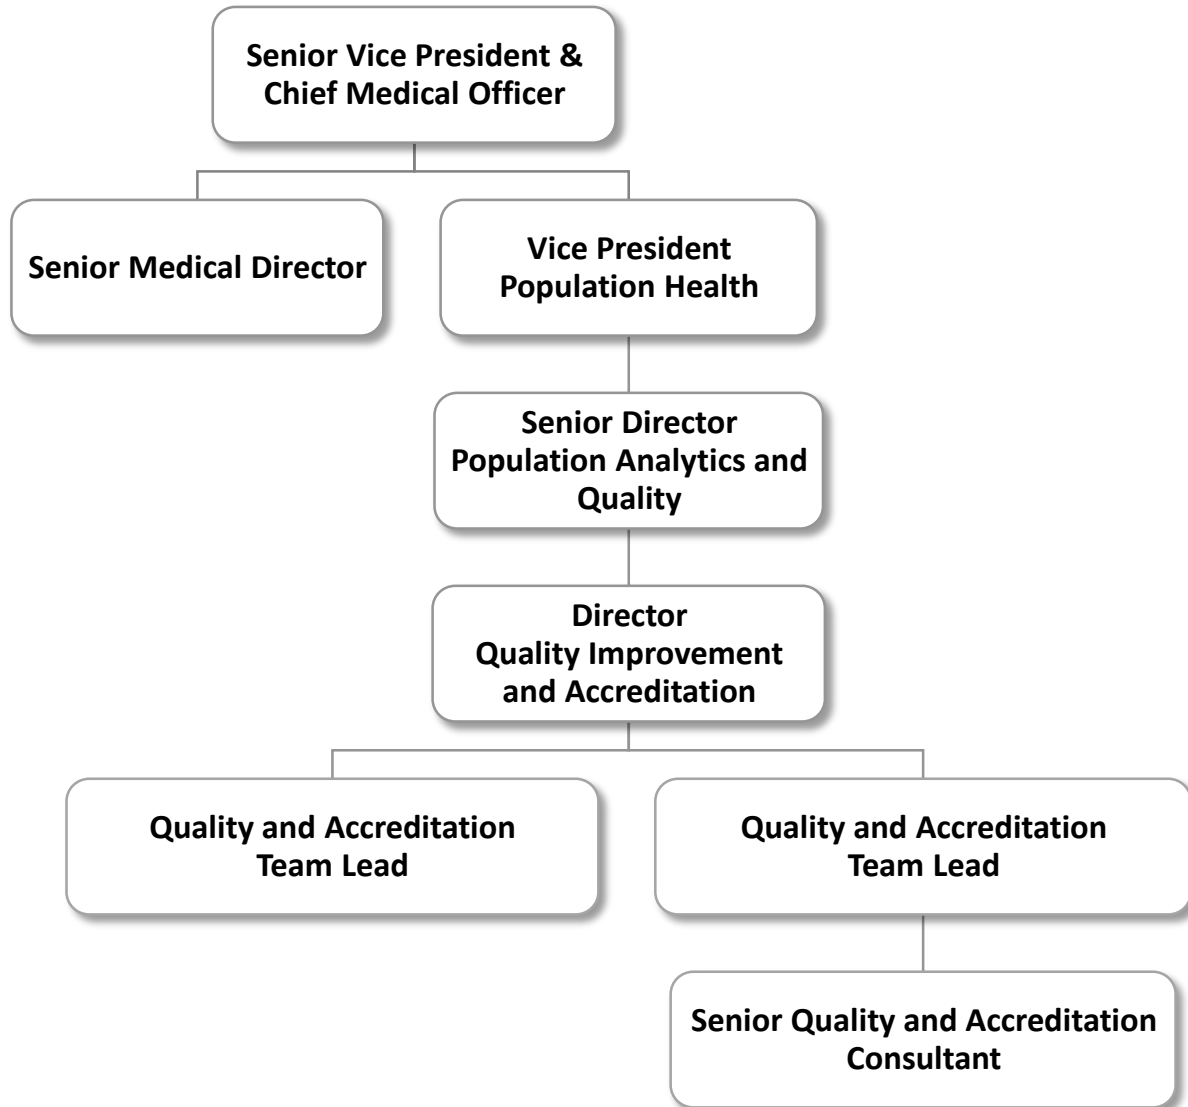 Senior Vice President &
Chief Medical Officer
Senior Medical Director
Vice President
Population Health
Senior Director
Population Analytics and
Quality
Director
Quality Improvement
and Accreditation
Quality and Accreditation
Team Lead
Quality and Accreditation
Team Lead
Senior Quality and Accreditation
Consultant